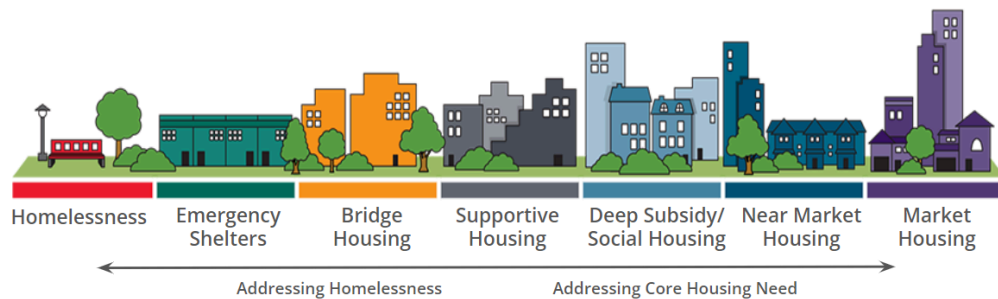 Homelessness
Emergency
Shelters
Bridge
Housing
Supportive
Housing
Deep Subsidy/
Social Housing
Near Market
Housing
Market
Housing
Addressing Homelessness
Addressing Core Housing Need